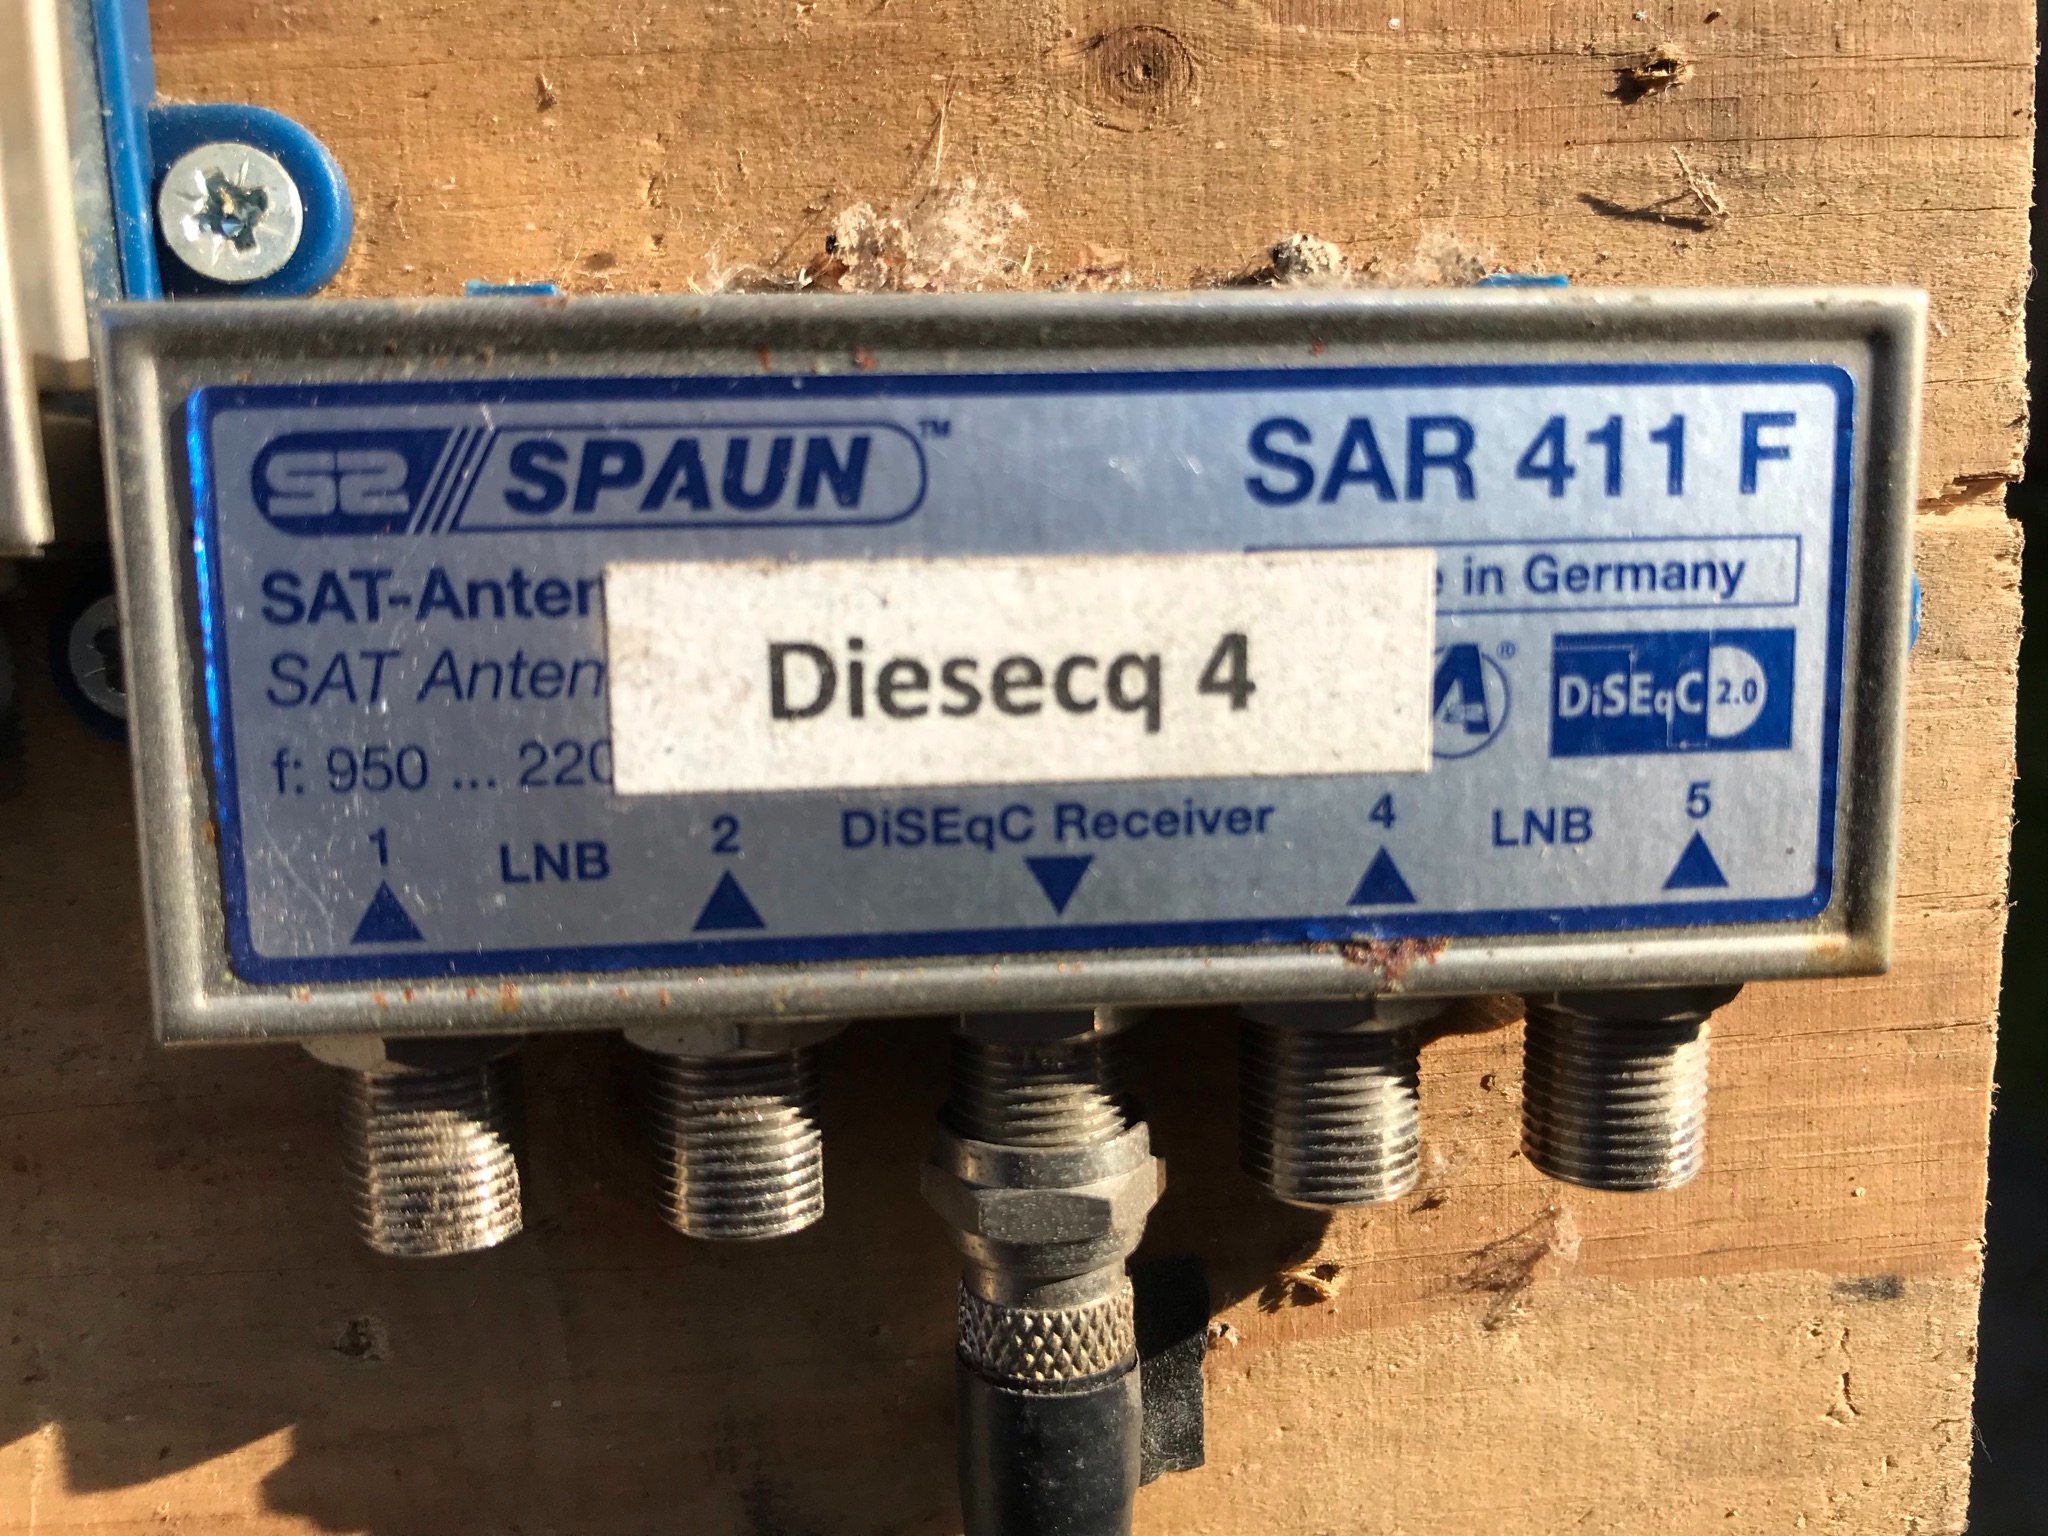 SPAUN™
SAR 411 F
SAT-Anten
in Germany
SAT Anten
Diesecq 4
DiSEqC 2.0
f: 950 ... 220
1 LNB 2 DiSEqC Receiver 4 LNB 5